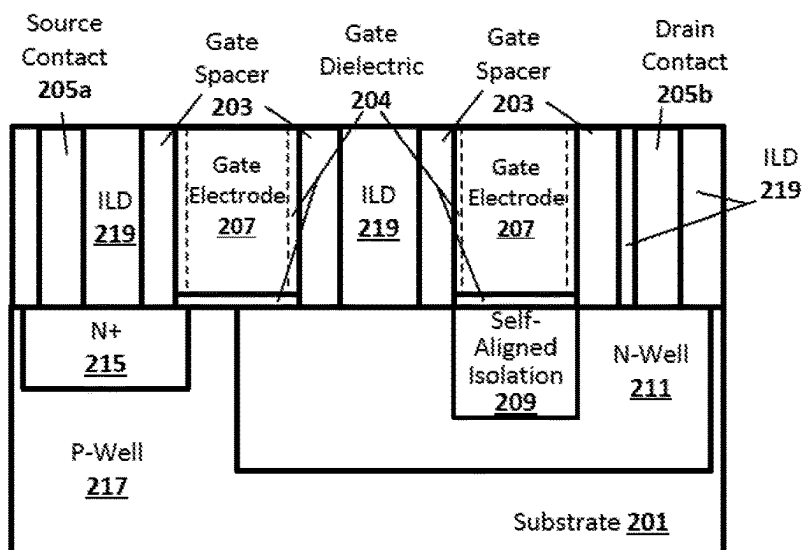 Source
Contact
205a
Gate
Spacer
203
Gate
Dielectric
204
Gate
Spacer
203
Drain
Contact
205b
ILD
219
ILD
219
Gate
Electrode
207
ILD
219
Gate
Electrode
207
N+
215
Self-
Aligned
Isolation
209
N-Well
211
P-Well
217
Substrate 201